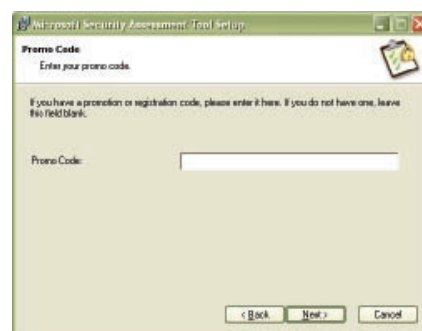 Microsoft Security Assessment Tool Setup
Promo Code
Enter your promo code.
If you have a promotion or registration code, please enter it here. If you do not have one, leave
this field blank.
Promo Code:
< Back
Next >
Cancel